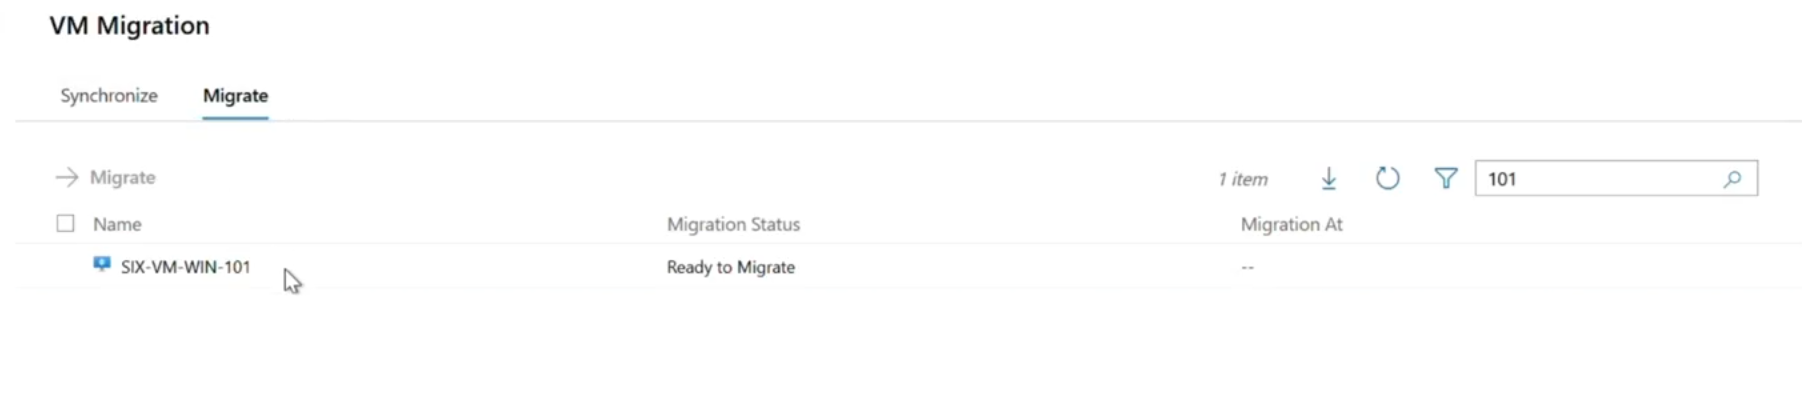 VM Migration
Synchronize Migrate
Migrate 1 item 101
Name Migration Status Migration At
SIX-VM-WIN-101 Ready to Migrate --